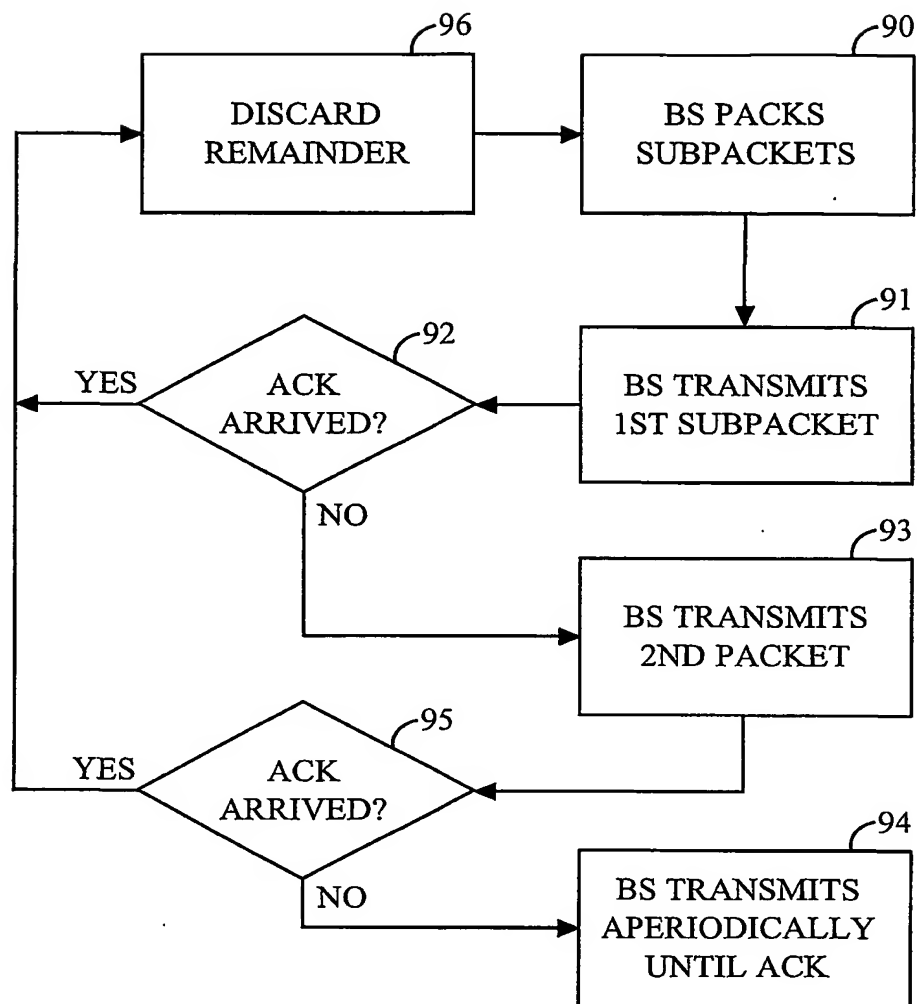 96
DISCARD
REMAINDER
90
BS PACKS
SUBPACKETS
91
BS TRANSMITS
1ST SUBPACKET
92
YES
ACK
ARRIVED?
NO
93
BS TRANSMITS
2ND PACKET
95
YES
ACK
ARRIVED?
NO
94
BS TRANSMITS
APERIODICALLY
UNTIL ACK